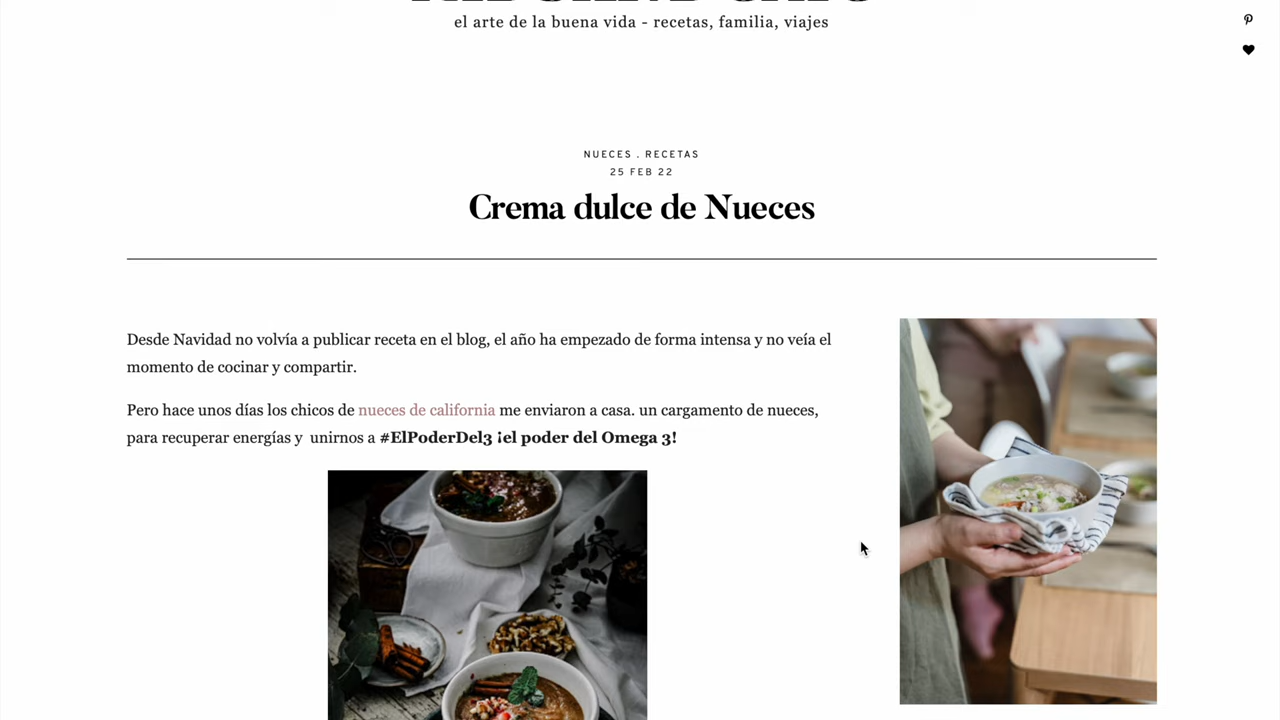 el arte de la buena vida - recetas, familia, viajes
NUECES . RECETAS
25 FEB 22
Crema dulce de Nueces
Desde Navidad no volvía a publicar receta en el blog, el año ha empezado de forma intensa y no veía el
momento de cocinar y compartir.
Pero hace unos días los chicos de nueces de california me enviaron a casa. un cargamento de nueces,
para recuperar energías y  unirnos a #ElPoderDel3 ¡el poder del Omega 3!